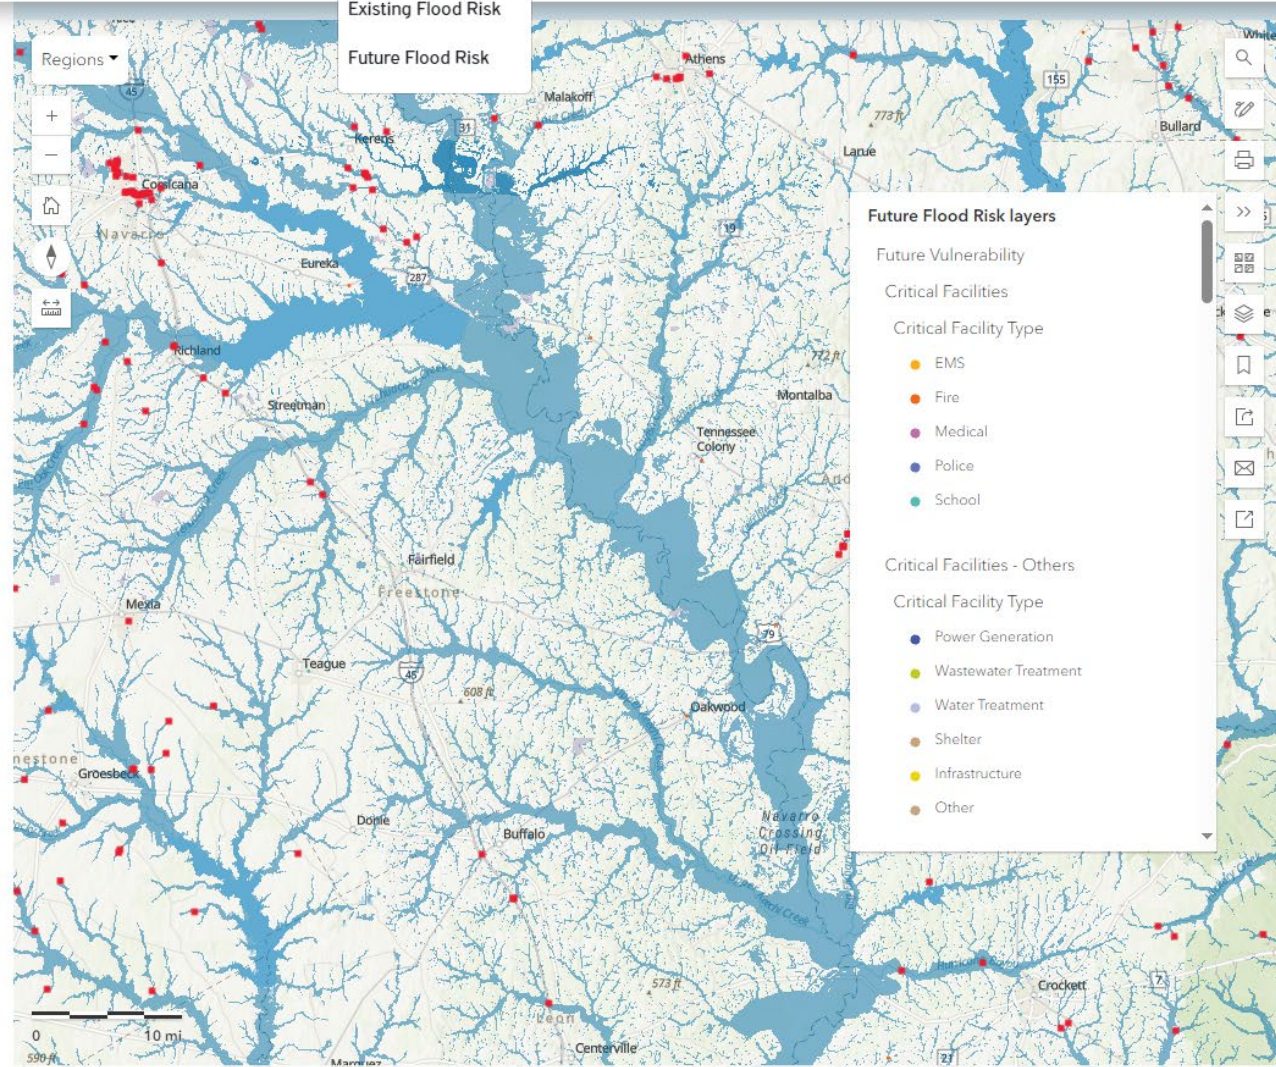 Existing Flood Risk
Future Flood Risk
Regions
45
Athens
White
155
Malakoff
773 ft
31
Kerens
Bullard
Larue
Corsicana
Future Flood Risk layers
Navarro
19
Future Vulnerability
Eureka
287
Critical Facilities
Critical Facility Type
Richland
772 ft
EMS
Montalba
Fire
Streetman
Tennessee
Colony
Medical
Police
School
Fairfield
Critical Facilities - Others
Freestone
Mexia
Critical Facility Type
79
Power Generation
Teague
45
Wastewater Treatment
608 ft
Oakwood
Water Treatment
Shelter
nestone
Groesbeck
Infrastructure
Donie
Other
Navarro
Crossing
Oil Field
Buffalo
Creek
573 ft
Crockett
7
Leon
0
10 mi
Centerville
590 ft
Marquez
21